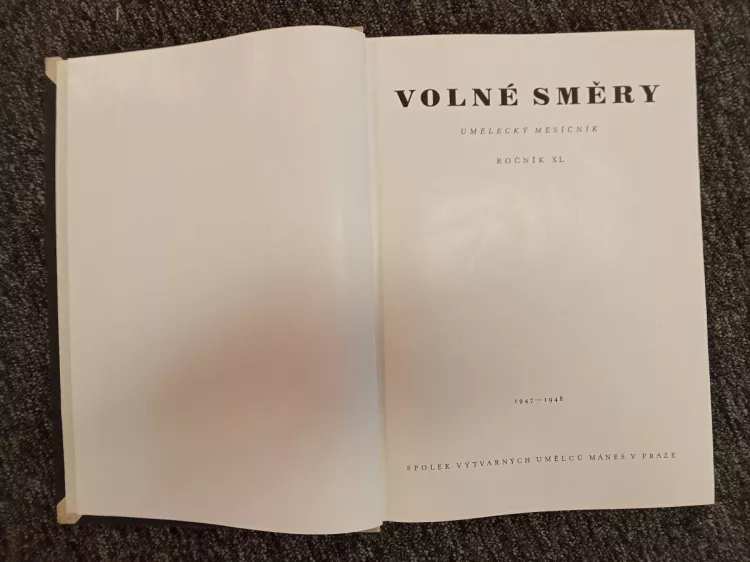 VOLNÉ SMĚRY
UMĚLECKÝ MĚSÍČNÍK
ROČNÍK XL
1947—1948
SPOLEK VÝTVARNÝCH UMĚLCŮ MÁNES V PRAZE